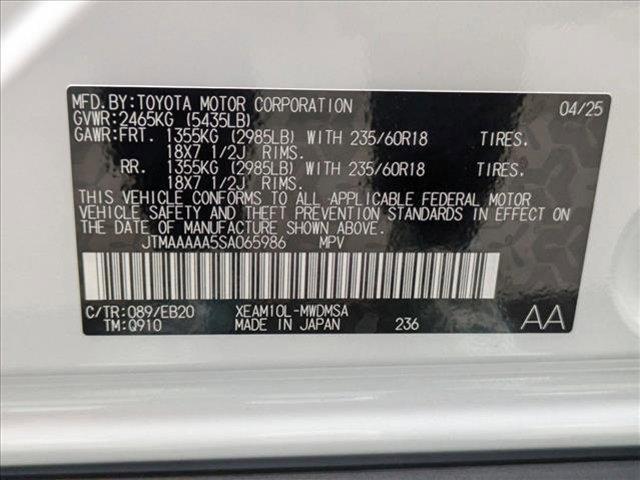 MFD.BY:TOYOTA MOTOR CORPORATION 04/25
GVWR:2465KG (5435LB)
GAWR:FRT. 1355KG (2985LB) WITH 235/60R18 TIRES.
18X7 1/2J RIMS.
RR. 1355KG (2985LB) WITH 235/60R18 TIRES.
18X7 1/2J RIMS.
THIS VEHICLE CONFORMS TO ALL APPLICABLE FEDERAL MOTOR
VEHICLE SAFETY AND THEFT PREVENTION STANDARDS IN EFFECT ON
THE DATE OF MANUFACTURE SHOWN ABOVE.
JTMAAAAA5SA065986 MPV
C/TR:089/EB20 XEAM10L-MWDMSA
TM:Q910 MADE IN JAPAN 236 AA